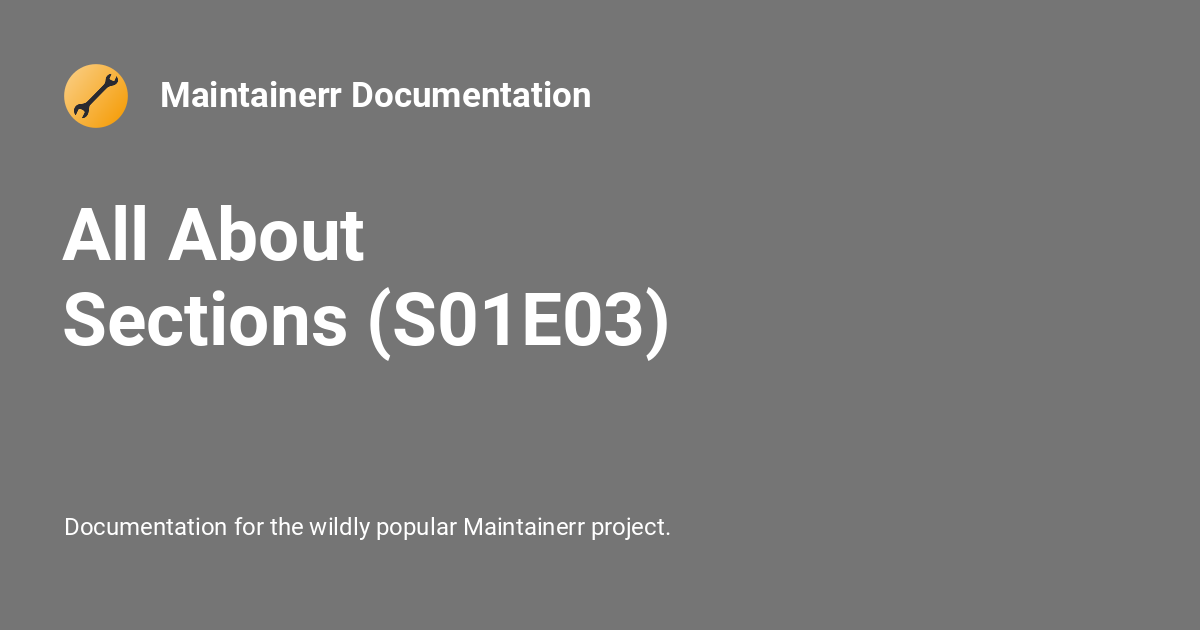 Maintainerr Documentation
All About
Sections (S01E03)
Documentation for the wildly popular Maintainerr project.